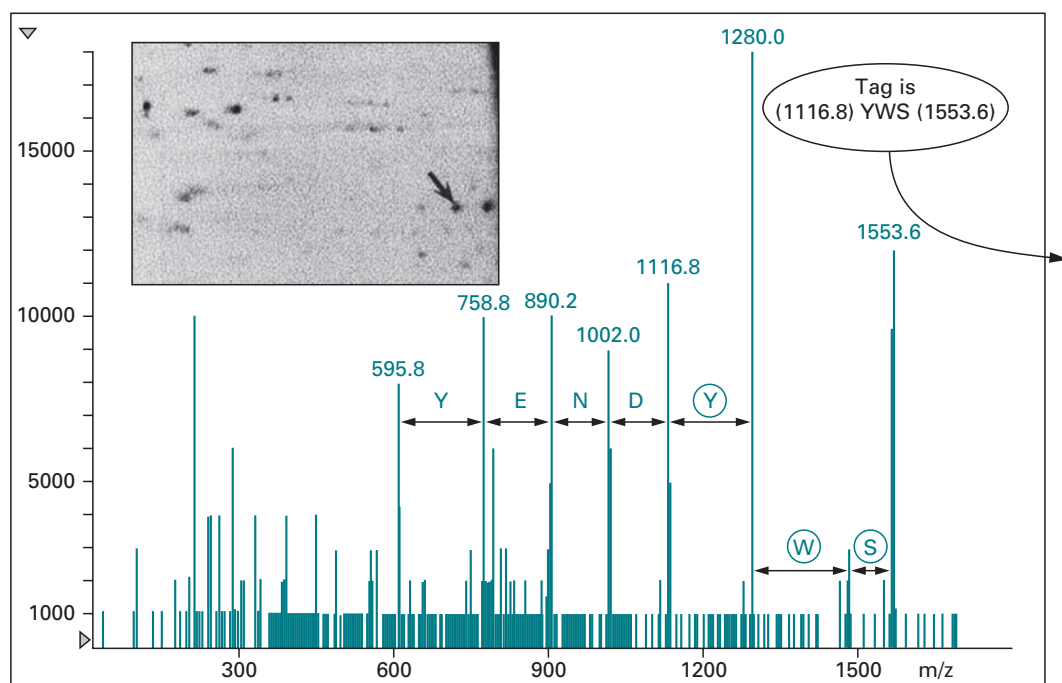 1280.0
Tag is
(1116.8) YWS (1553.6)
15000
1553.6
1116.8
758.8 890.2
10000
1002.0
595.8
Y E N D Y
5000
W S
1000
300 600 900 1200 1500 m/z